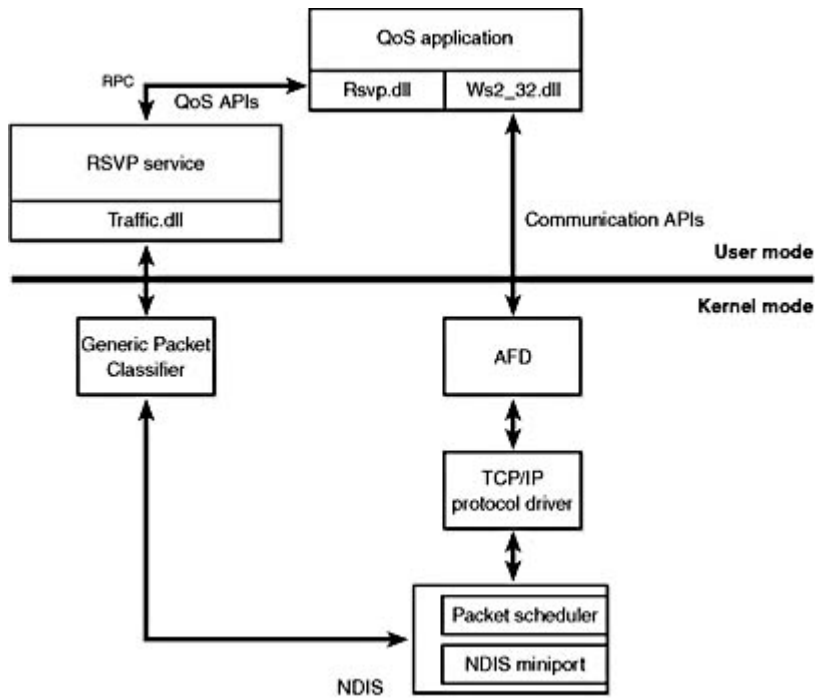 QoS application
Rsvp.dll
Ws2_32.dll
RPC
QoS APIs
RSVP service
Traffic.dll
Communication APIs
User mode
Kernel mode
Generic Packet
Classifier
AFD
TCP/IP
protocol driver
Packet scheduler
NDIS miniport
NDIS